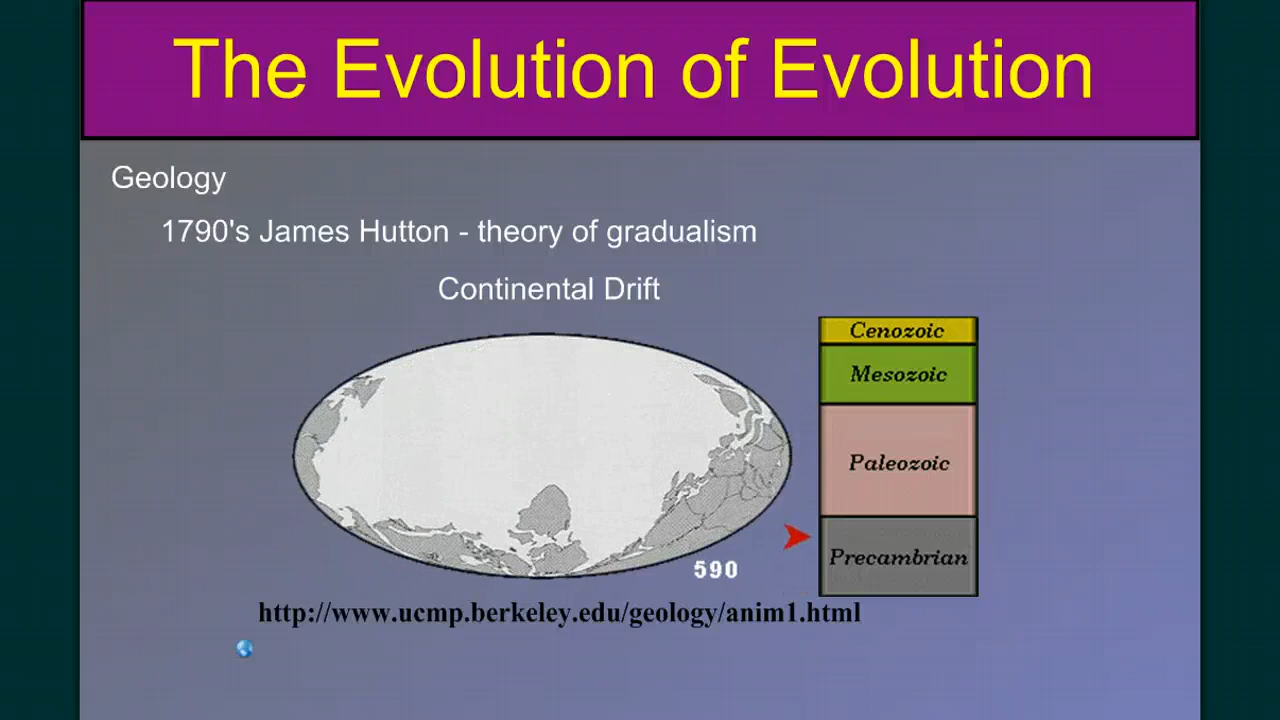 The Evolution of Evolution
Geology
1790's James Hutton - theory of gradualism
Continental Drift
Cenozoic
Mesozoic
Paleozoic
Precambrian
590
http://www.ucmp.berkeley.edu/geology/anim1.html